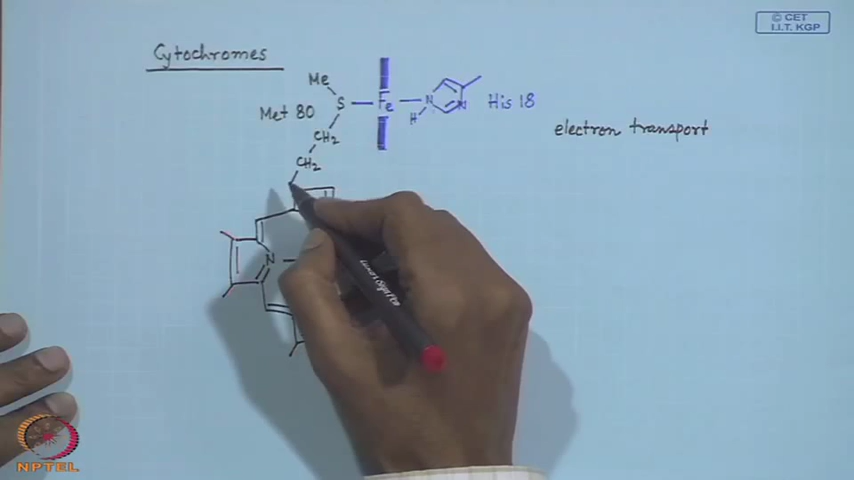 © CET
I.I.T. KGP
Cytochromes
Me
S
Fe
N
N
H
His 18
Met 80
CH2
electron transport
CH2
N
NPTEL